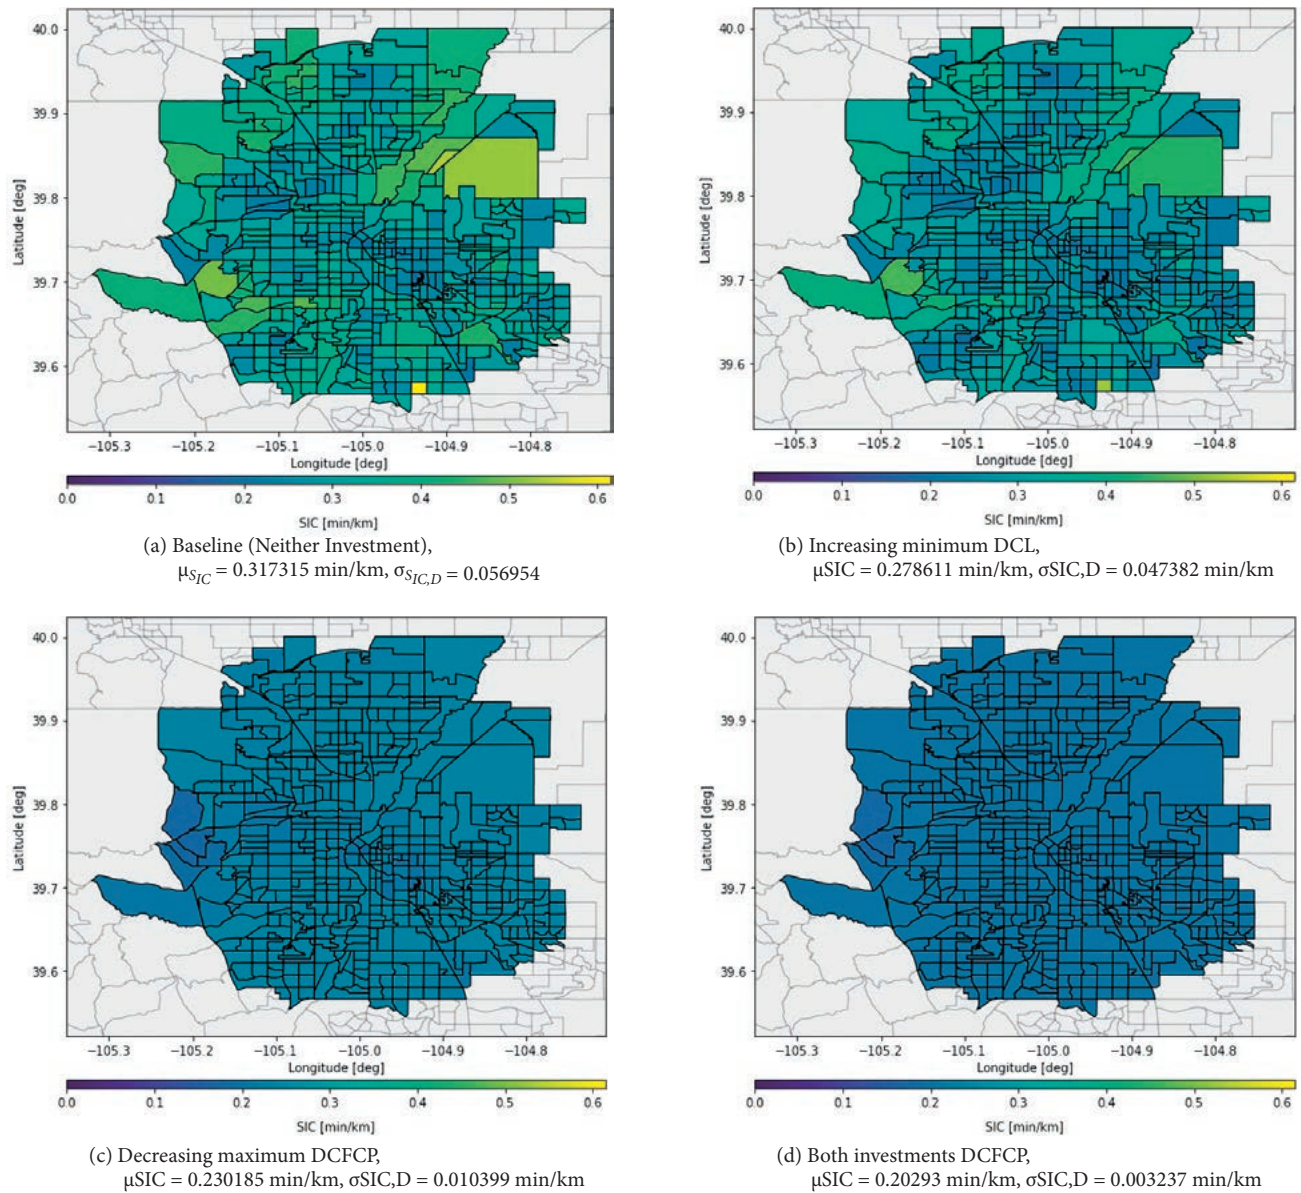 40.0
39.9
39.8
39.7
39.6
Latitude [deg]
−105.3 −105.2 −105.1 −105.0 −104.9 −104.8
Longitude [deg]
0.0 0.1 0.2 0.3 0.4 0.5 0.6
SIC [min/km]
(a) Baseline (Neither Investment),
μ_{S_{IC}} = 0.317315 min/km, σ_{S_{IC,D}} = 0.056954
40.0
39.9
39.8
39.7
39.6
Latitude [deg]
−105.3 −105.2 −105.1 −105.0 −104.9 −104.8
Longitude [deg]
0.0 0.1 0.2 0.3 0.4 0.5 0.6
SIC [min/km]
(b) Increasing minimum DCL,
μSIC = 0.278611 min/km, σSIC,D = 0.047382 min/km
40.0
39.9
39.8
39.7
39.6
Latitude [deg]
−105.3 −105.2 −105.1 −105.0 −104.9 −104.8
Longitude [deg]
0.0 0.1 0.2 0.3 0.4 0.5 0.6
SIC [min/km]
(c) Decreasing maximum DCFCP,
μSIC = 0.230185 min/km, σSIC,D = 0.010399 min/km
40.0
39.9
39.8
39.7
39.6
Latitude [deg]
−105.3 −105.2 −105.1 −105.0 −104.9 −104.8
Longitude [deg]
0.0 0.1 0.2 0.3 0.4 0.5 0.6
SIC [min/km]
(d) Both investments DCFCP,
μSIC = 0.20293 min/km, σSIC,D = 0.003237 min/km